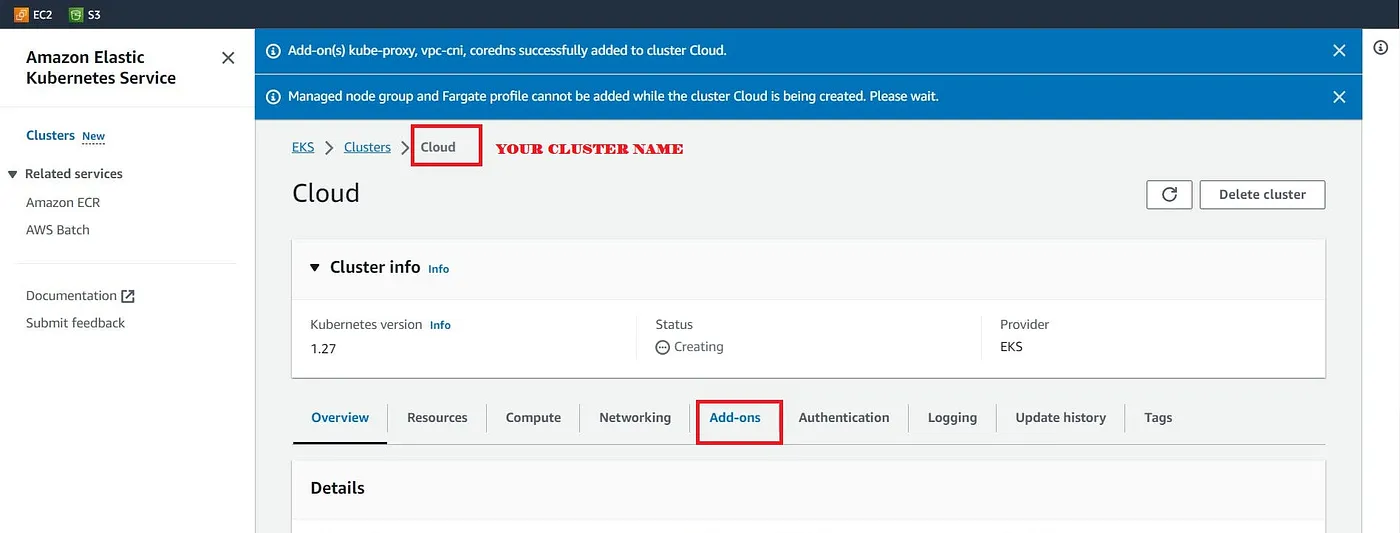 EC2 S3
Amazon Elastic
Kubernetes Service
Clusters New
Related services
Amazon ECR
AWS Batch
Documentation
Submit feedback
Add-on(s) kube-proxy, vpc-cni, coredns successfully added to cluster Cloud.
Managed node group and Fargate profile cannot be added while the cluster Cloud is being created. Please wait.
EKS Clusters Cloud YOUR CLUSTER NAME
Cloud
Delete cluster
Cluster info Info
Kubernetes version Info
1.27
Status
Creating
Provider
EKS
Overview Resources Compute Networking Add-ons Authentication Logging Update history Tags
Details